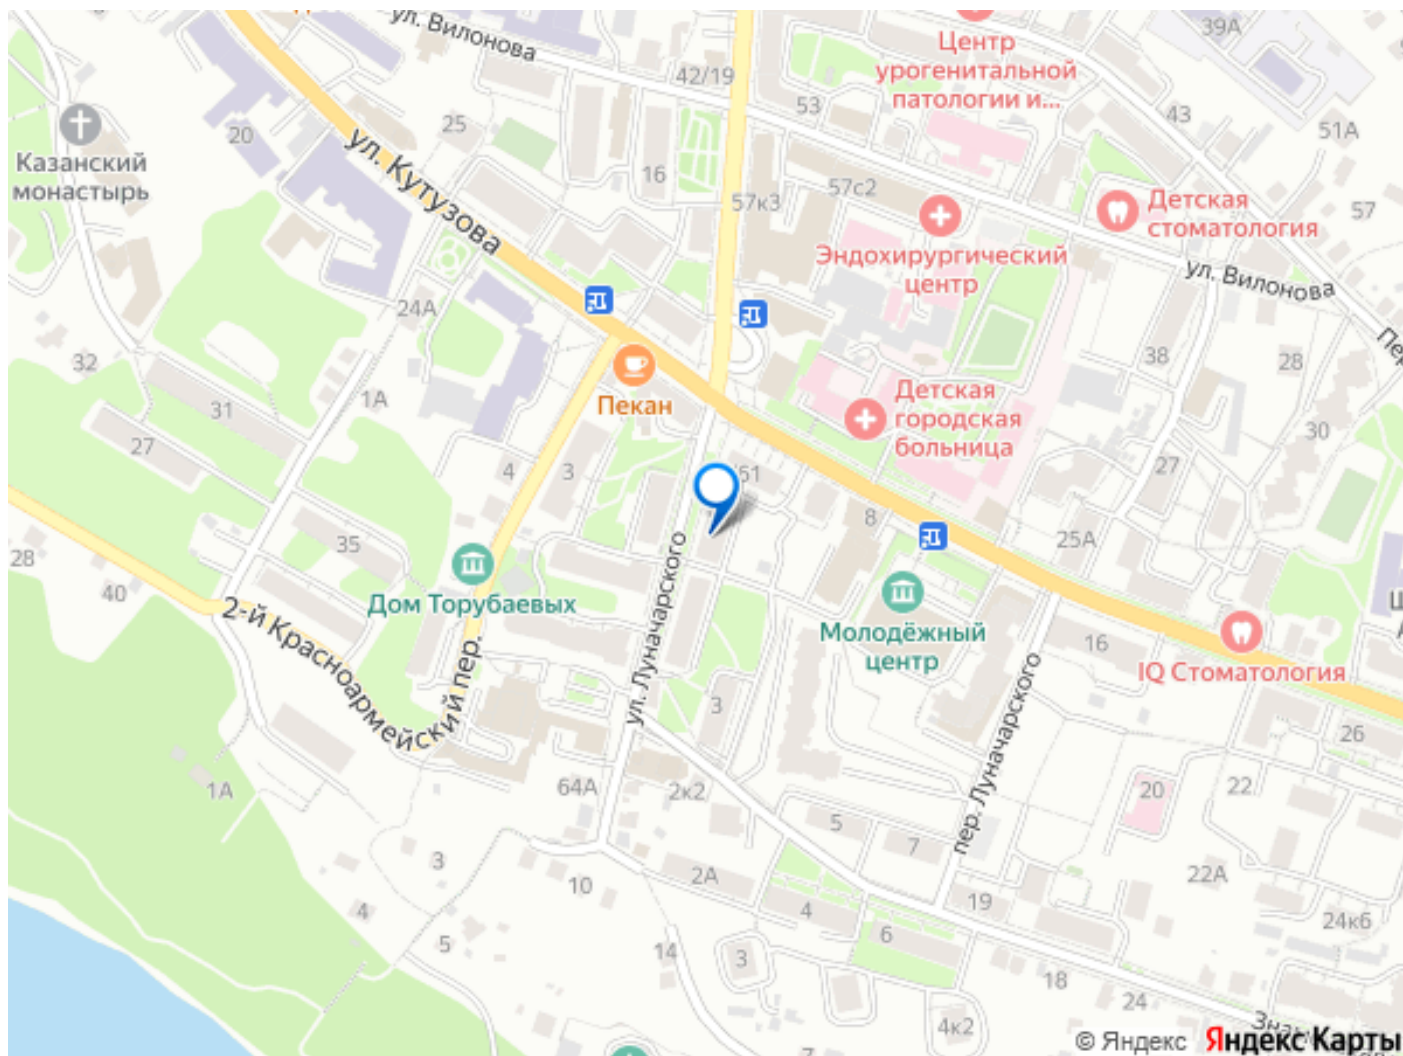 ул. Вилонова
39А
Центр
урогенитальной
патологии и...
42/19
53
43
51А
Казанский
монастырь
20
25
ул. Кутузова
16
57к3
57с2
Детская
стоматология
57
Эндохирургический
центр
ул. Вилонова
24А
32
38
28
Пекан
1А
31
27
Детская
городская
больница
30
4
3
27
8
25А
28
35
40
Дом Торубаевых
2-й Красноармейский пер.
ул. Луначарского
Молодёжный
центр
16
IQ Стоматология
пер. Луначарского
3
26
1А
64А
2к2
20
22
5
7
3
10
2А
22А
4
4
19
24к6
5
14
6
3
18
24
4к2
© Яндекс
Яндекс Карты